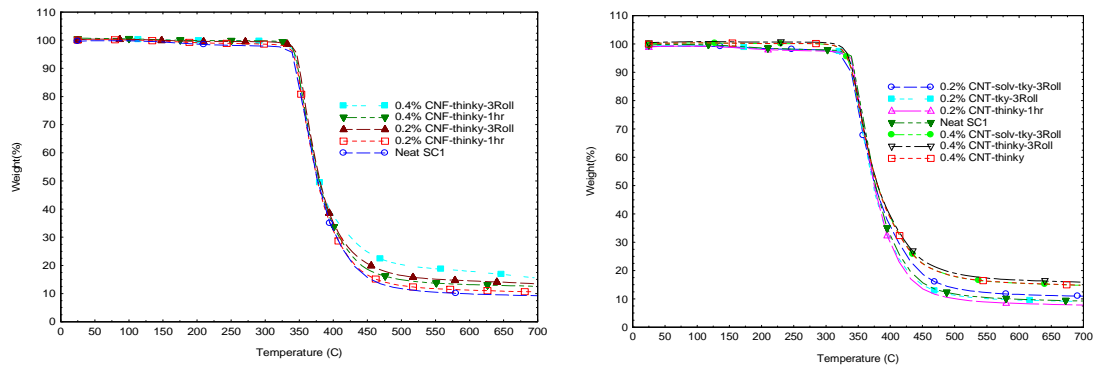 110
100
90
80
70
60
50
40
30
20
10
0
Weight(%)
0.4% CNF-thinky-3Roll
0.4% CNF-thinky-1hr
0.2% CNF-thinky-3Roll
0.2% CNF-thinky-1hr
Neat SC1
0 50 100 150 200 250 300 350 400 450 500 550 600 650 700
Temperature (C)
110
100
90
80
70
60
50
40
30
20
10
0
Weight(%)
0.2% CNT-solv-tky-3Roll
0.2% CNT-tky-3Roll
0.2% CNT-thinky-1hr
Neat SC1
0.4% CNT-solv-tky-3Roll
0.4% CNT-thinky-3Roll
0.4% CNT-thinky
0 50 100 150 200 250 300 350 400 450 500 550 600 650 700
Temperature (C)